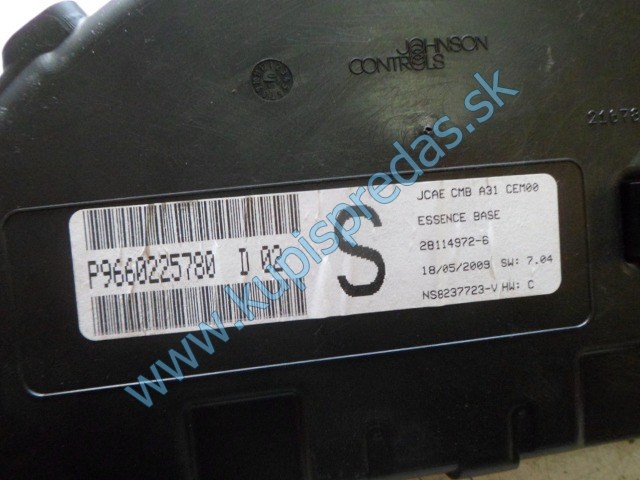 JOHNSON
CONTROLS
P9660225780 D 02
S
JCAE CMB A31 CEM00
ESSENCE BASE
28114972-6
18/05/2009 SW: 7.04
NS8237723-V HW: C
www.kupispredas.sk